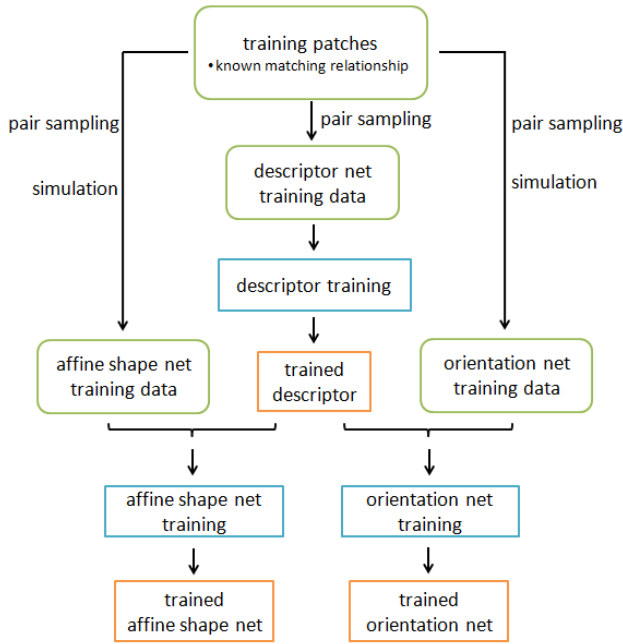 training patches
•known matching relationship
pair sampling
pair sampling
pair sampling
simulation
simulation
descriptor net
training data
descriptor training
affine shape net
training data
trained
descriptor
orientation net
training data
affine shape net
training
orientation net
training
trained
affine shape net
trained
orientation net